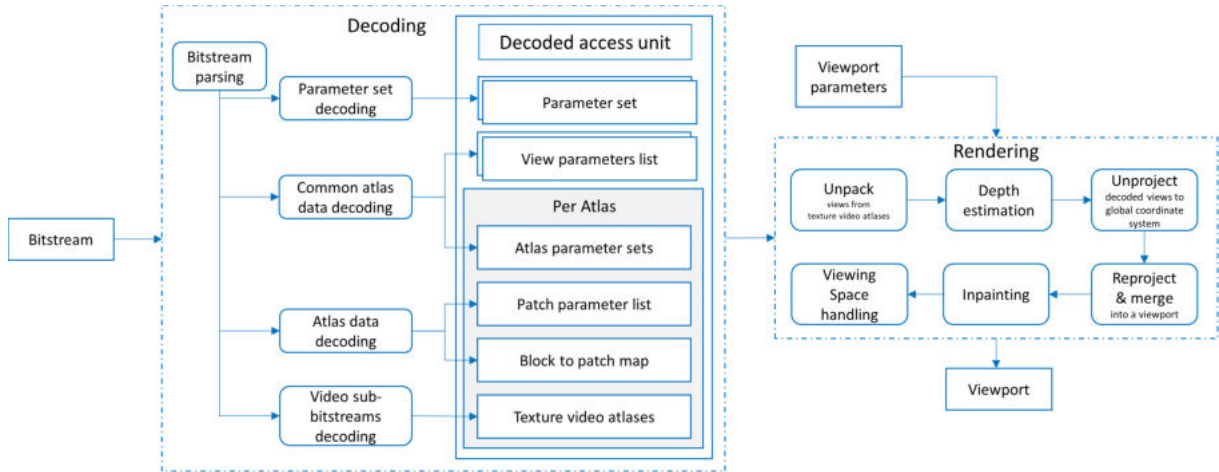 Bitstream
Decoding
Bitstream
parsing
Parameter set
decoding
Common atlas
data decoding
Atlas data
decoding
Video sub-
bitstreams
decoding
Decoded access unit
Parameter set
View parameters list
Per Atlas
Atlas parameter sets
Patch parameter list
Block to patch map
Texture video atlases
Viewport
parameters
Rendering
Unpack
views from
texture video atlases
Depth
estimation
Unproject
decoded views to
global coordinate
system
Viewing
Space
handling
Inpainting
Reproject
& merge
into a viewport
Viewport